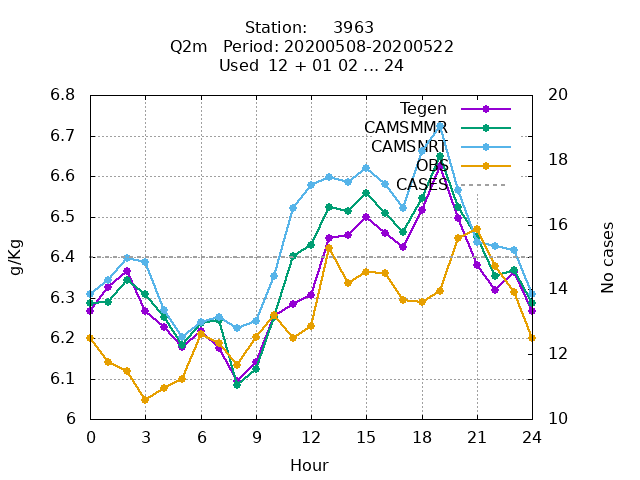 Station: 3963
Q2m Period: 20200508-20200522
Used 12 + 01 02 ... 24
6.8
6.7
6.6
6.5
6.4
6.3
6.2
6.1
6
20
18
16
14
12
10
Tegen
CAMSMMR
CAMSNRT
OBS
CASES
g/Kg
No cases
0 3 6 9 12 15 18 21 24
Hour